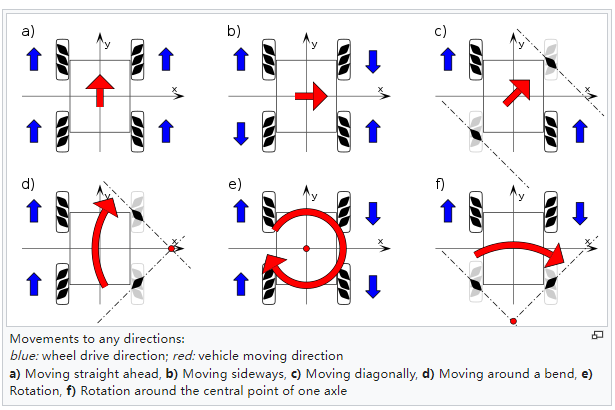 a) b) c)
y y y
x x x
d) e) f)
y y y
x x x
Movements to any directions:
blue: wheel drive direction; red: vehicle moving direction
a) Moving straight ahead, b) Moving sideways, c) Moving diagonally, d) Moving around a bend, e)
Rotation, f) Rotation around the central point of one axle